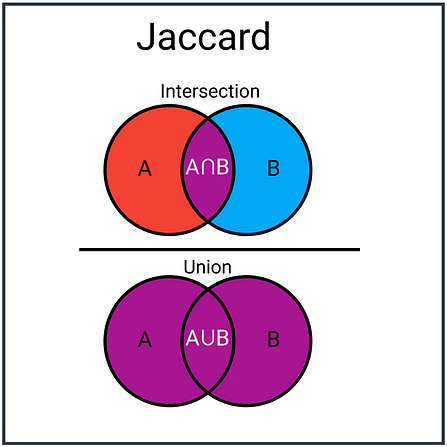 Jaccard
Intersection
A A∩B B
Union
A A∪B B